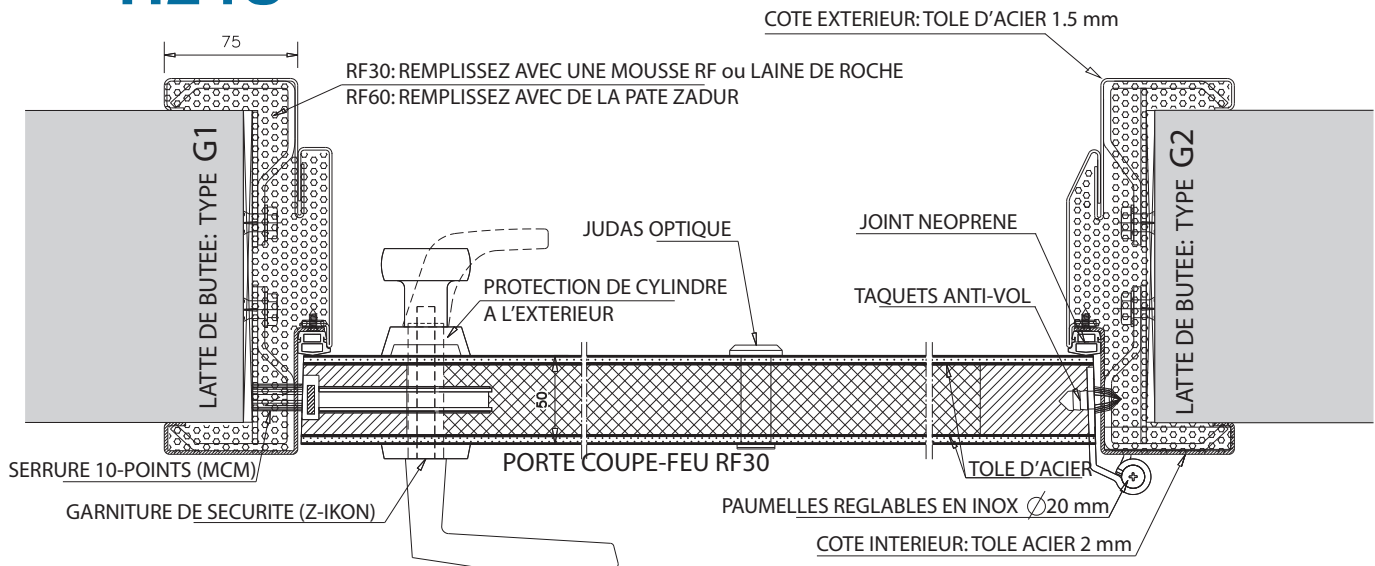 COTE EXTERIEUR: TOLE D'ACIER 1.5 mm
75
RF30: REMPLISSEZ AVEC UNE MOUSSE RF ou LAINE DE ROCHE
RF60: REMPLISSEZ AVEC DE LA PATE ZADUR
LATTE DE BUTEE: TYPE G1
LATTE DE BUTEE: TYPE G2
JUDAS OPTIQUE
JOINT NEOPRENE
PROTECTION DE CYLINDRE
A L'EXTERIEUR
TAQUETS ANTI-VOL
50
PORTE COUPE-FEU RF30
TOLE D'ACIER
SERRURE 10-POINTS (MCM)
GARNITURE DE SECURITE (Z-IKON)
PAUMELLES REGLABLES EN INOX ∅20 mm
COTE INTERIEUR: TOLE ACIER 2 mm